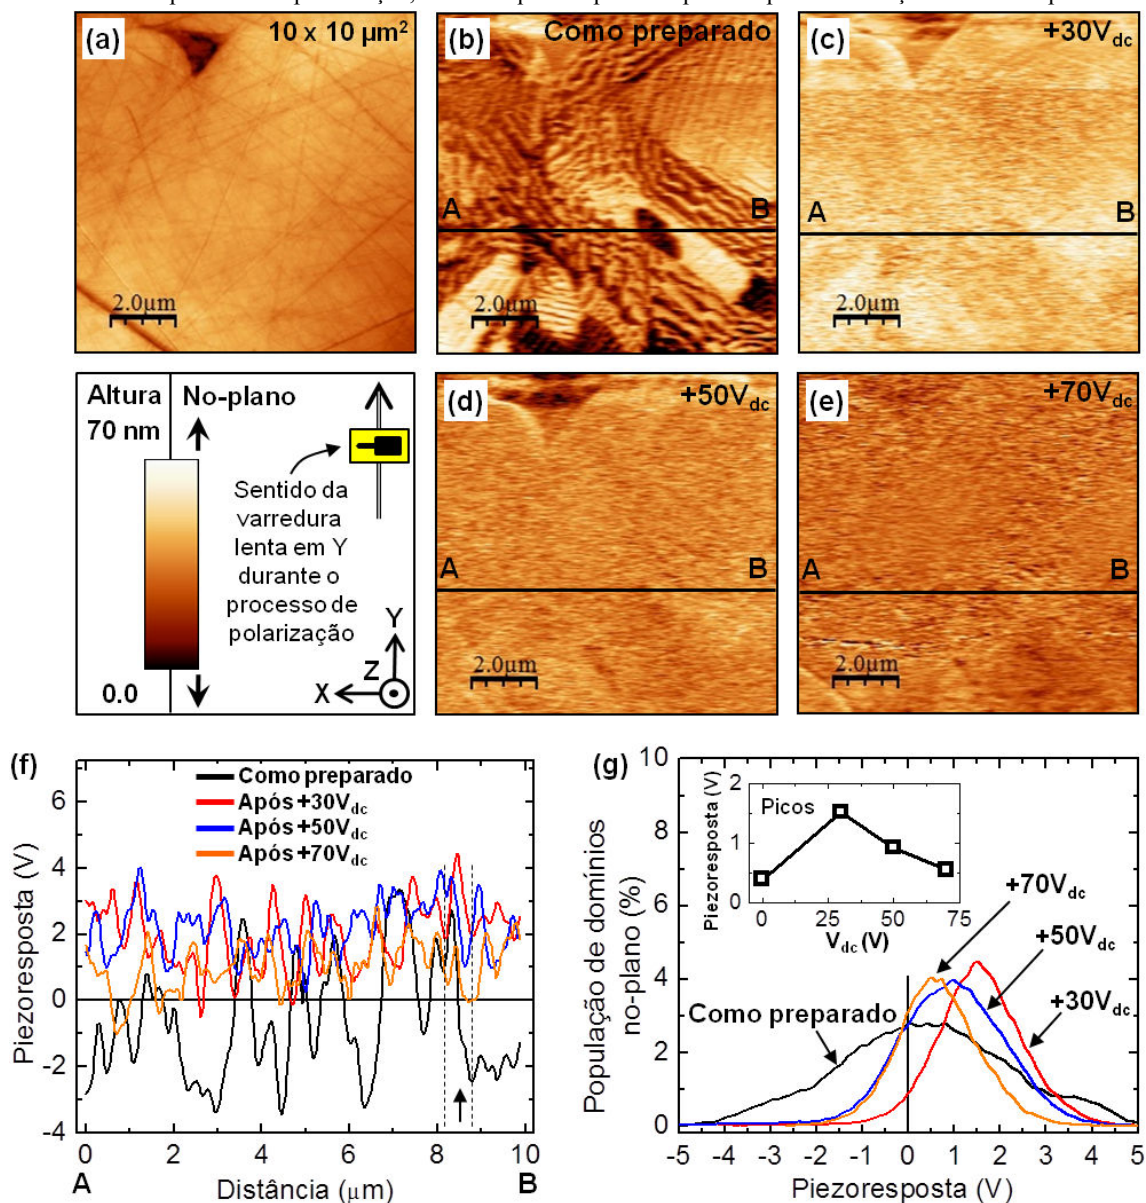 (a) 10 x 10 µm²
2.0µm
(b) Como preparado
A B
2.0µm
(c) +30Vdc
A B
2.0µm
Altura
70 nm
0.0
No-plano
Sentido da
varredura
lenta em Y
durante o
processo de
polarização
Y
Z
X
(d) +50Vdc
A B
2.0µm
(e) +70Vdc
A B
2.0µm
(f)
Como preparado
Após +30Vdc
Após +50Vdc
Após +70Vdc
Piezoresposta (V)
6
4
2
0
-2
-4
0 2 4 6 8 10
A Distância (µm) B
(g)
População de domínios
no-plano (%)
10
8
6
4
2
0
Piezoresposta (V)
2
1
0
Picos
0 25 50 75
Vdc (V)
+70Vdc
+50Vdc
+30Vdc
Como preparado
-5 -4 -3 -2 -1 0 1 2 3 4 5
Piezoresposta (V)